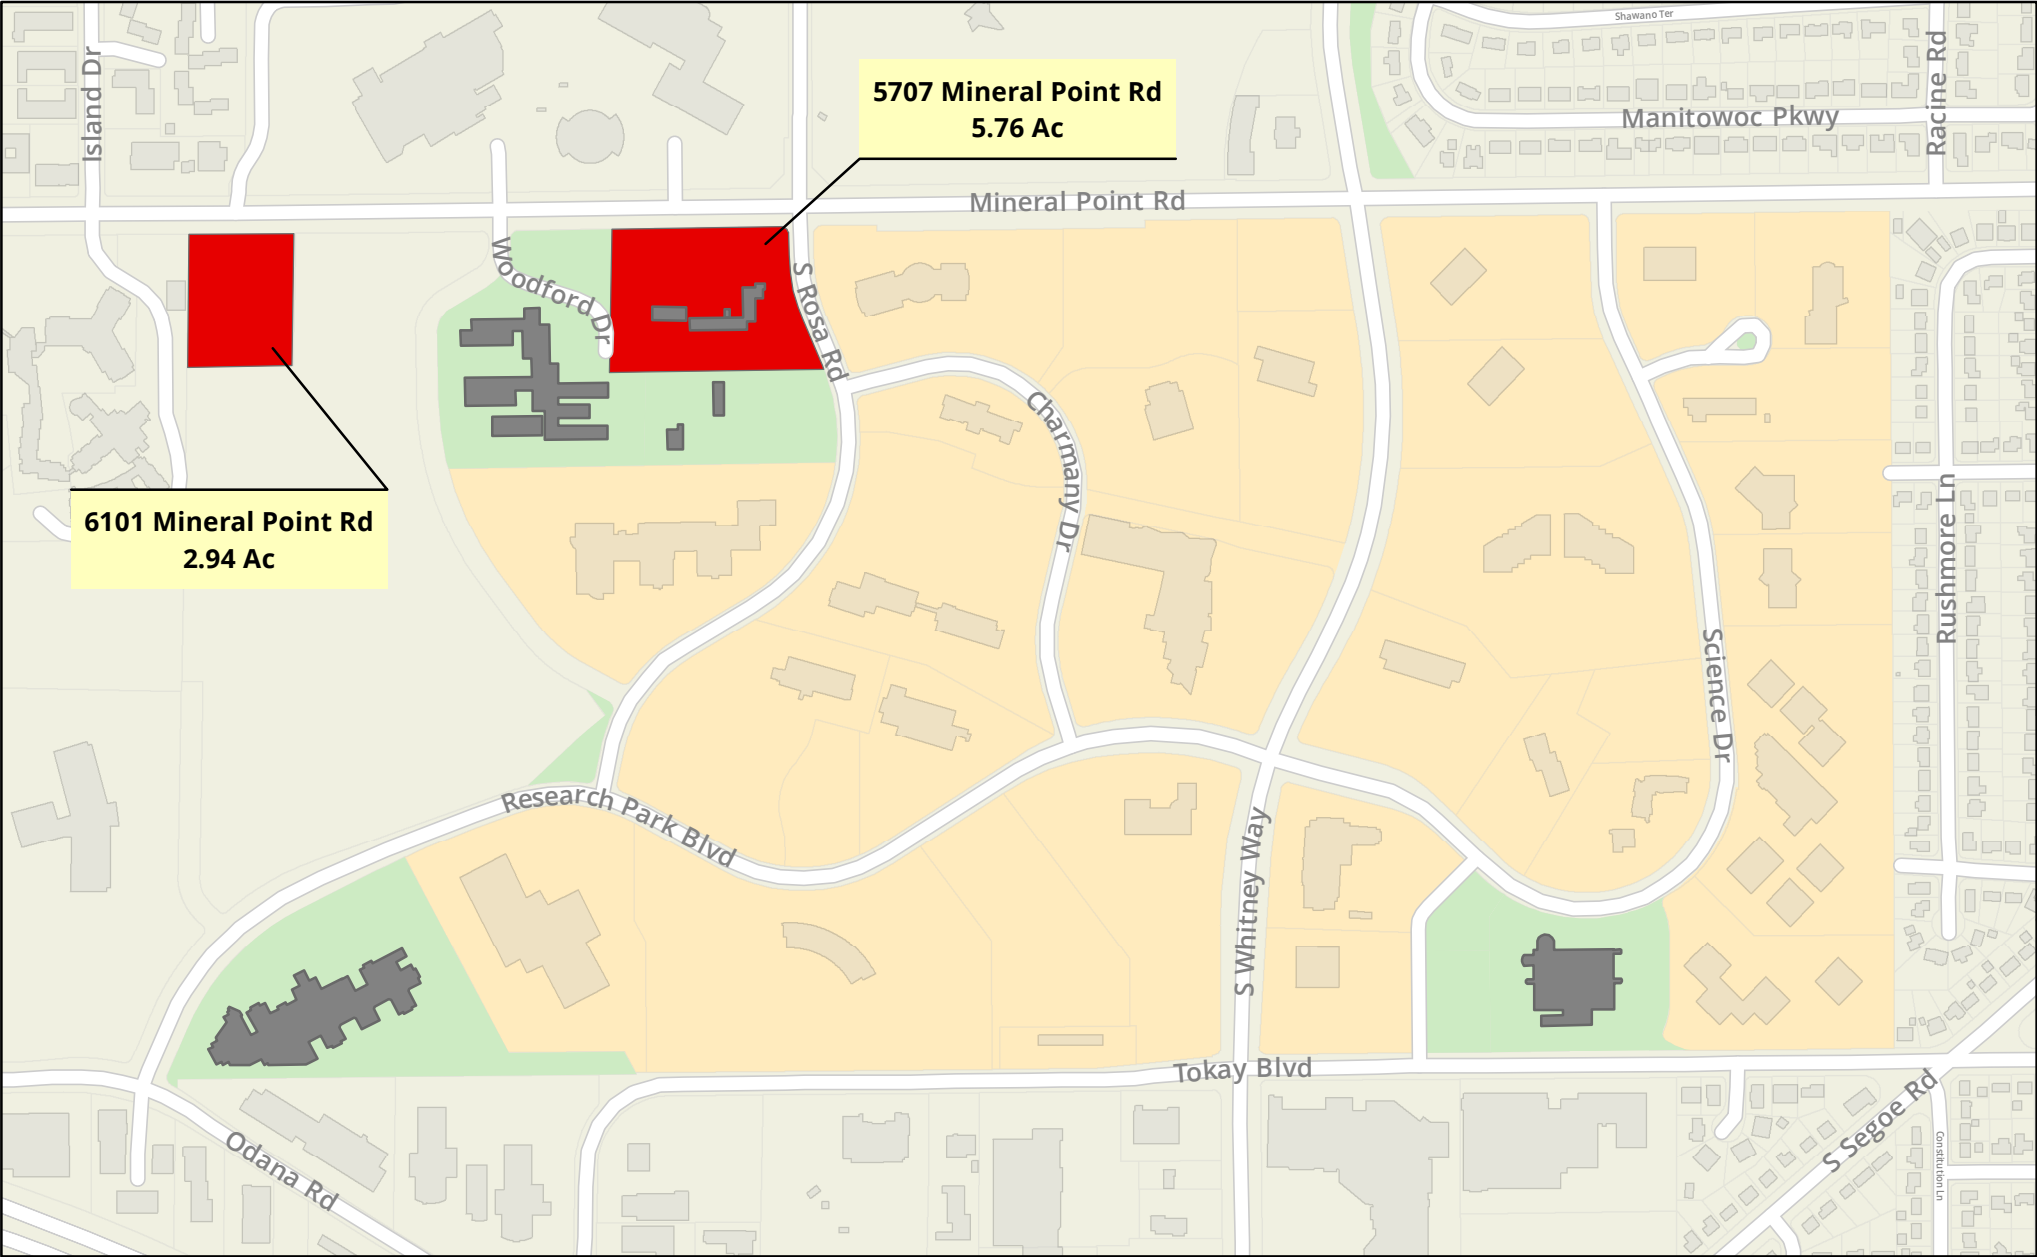 Shawano Ter
Island Dr
Racine Rd
5707 Mineral Point Rd
5.76 Ac
Manitowoc Pkwy
Mineral Point Rd
Woodford Dr
S Rosa Rd
Charmany Dr
6101 Mineral Point Rd
2.94 Ac
Rushmore Ln
Science Dr
Research Park Blvd
S Whitney Way
Tokay Blvd
S Segoe Rd
Odana Rd
Constitution Ln